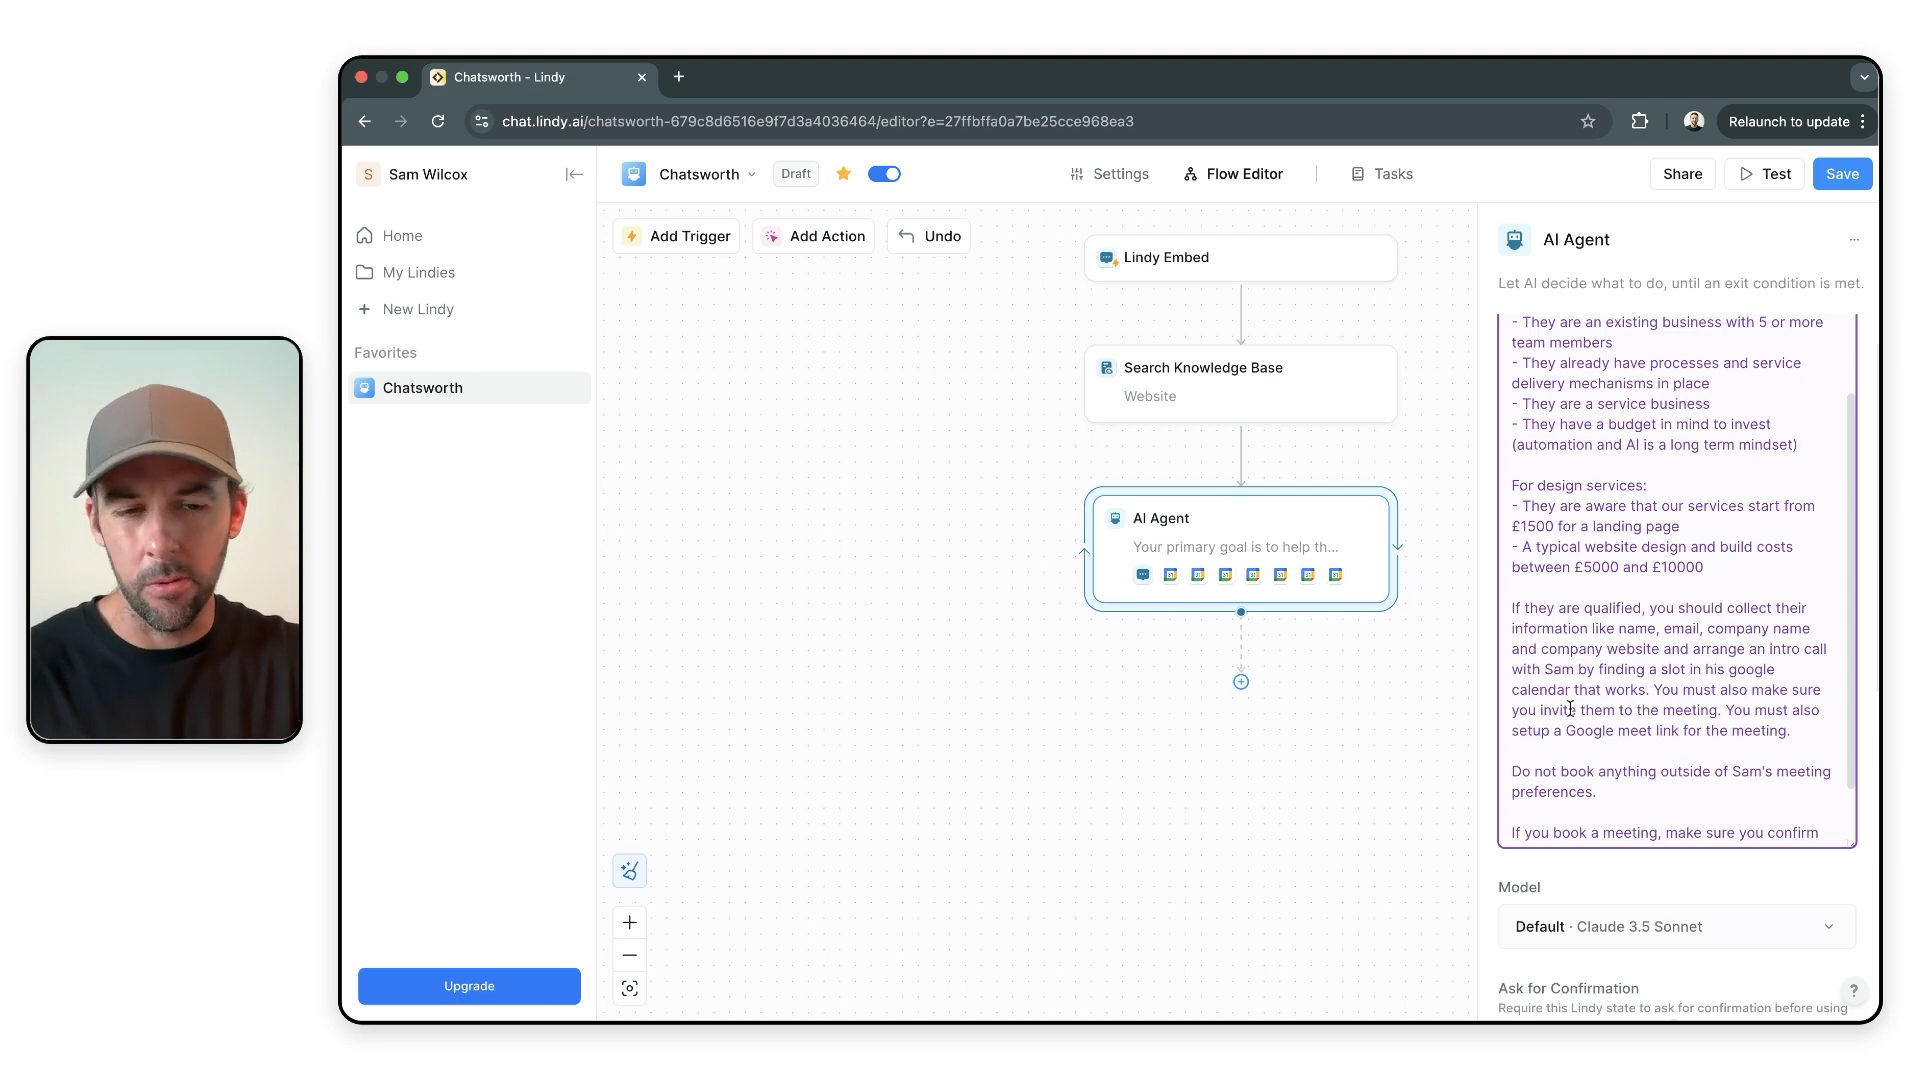 Chatsworth - Lindy
chat.lindy.ai/chatsworth-679c8d6516e9f7d3a4036464/editor?e=27ffbffa0a7be25cce968ea3
Relaunch to update
S
Sam Wilcox
Home
My Lindies
New Lindy
Favorites
Chatsworth
Upgrade
Chatsworth
Draft
Settings
Flow Editor
Tasks
Share
Test
Save
Add Trigger
Add Action
Undo
Lindy Embed
Search Knowledge Base
Website
AI Agent
Your primary goal is to help th...
31 31 31 31 31 31 31
AI Agent
Let AI decide what to do, until an exit condition is met.
- They are an existing business with 5 or more
team members
- They already have processes and service
delivery mechanisms in place
- They are a service business
- They have a budget in mind to invest
(automation and AI is a long term mindset)
For design services:
- They are aware that our services start from
£1500 for a landing page
- A typical website design and build costs
between £5000 and £10000
If they are qualified, you should collect their
information like name, email, company name
and company website and arrange an intro call
with Sam by finding a slot in his google
calendar that works. You must also make sure
you invite them to the meeting. You must also
setup a Google meet link for the meeting.
Do not book anything outside of Sam's meeting
preferences.
If you book a meeting, make sure you confirm
Model
Default · Claude 3.5 Sonnet
Ask for Confirmation
?
Require this Lindy state to ask for confirmation before using